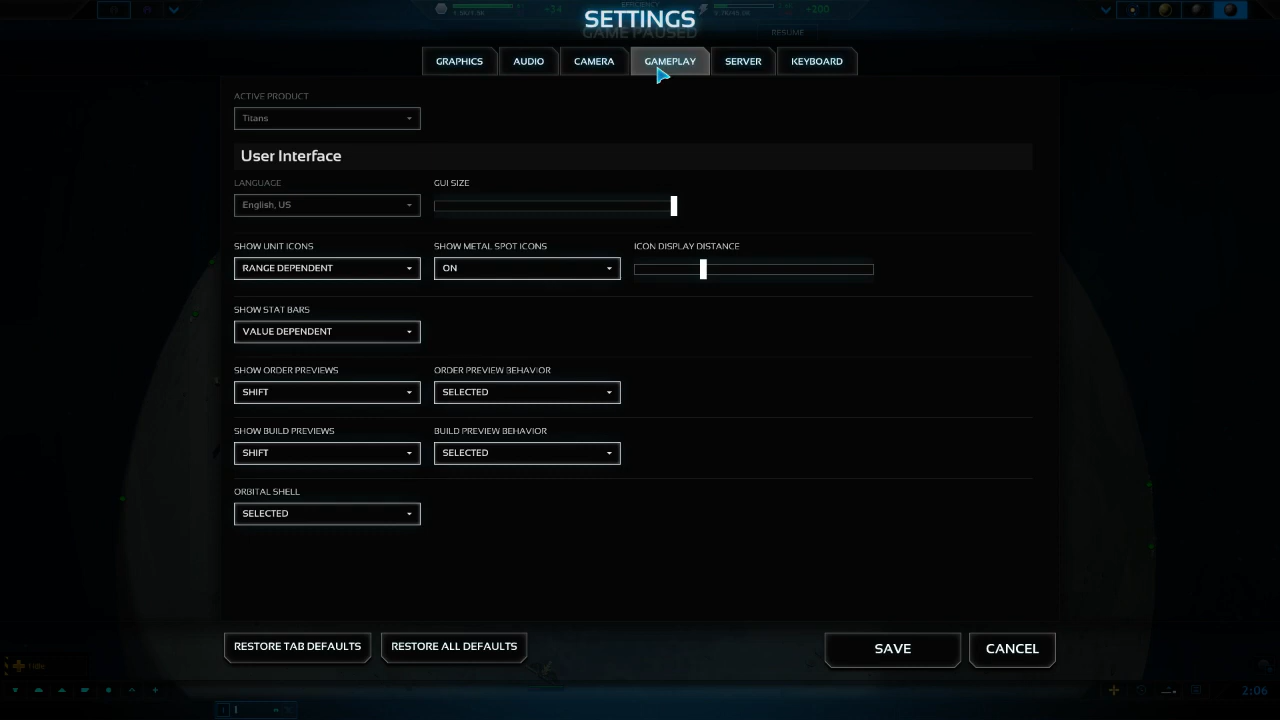 SETTINGS
GAME PAUSED
RESUME
+34
+200
GRAPHICS
AUDIO
CAMERA
GAMEPLAY
SERVER
KEYBOARD
ACTIVE PRODUCT
Titans
User Interface
LANGUAGE
GUI SIZE
English, US
SHOW UNIT ICONS
SHOW METAL SPOT ICONS
ICON DISPLAY DISTANCE
RANGE DEPENDENT
ON
SHOW STAT BARS
VALUE DEPENDENT
SHOW ORDER PREVIEWS
ORDER PREVIEW BEHAVIOR
SHIFT
SELECTED
SHOW BUILD PREVIEWS
BUILD PREVIEW BEHAVIOR
SHIFT
SELECTED
ORBITAL SHELL
SELECTED
RESTORE TAB DEFAULTS
RESTORE ALL DEFAULTS
SAVE
CANCEL
2:06